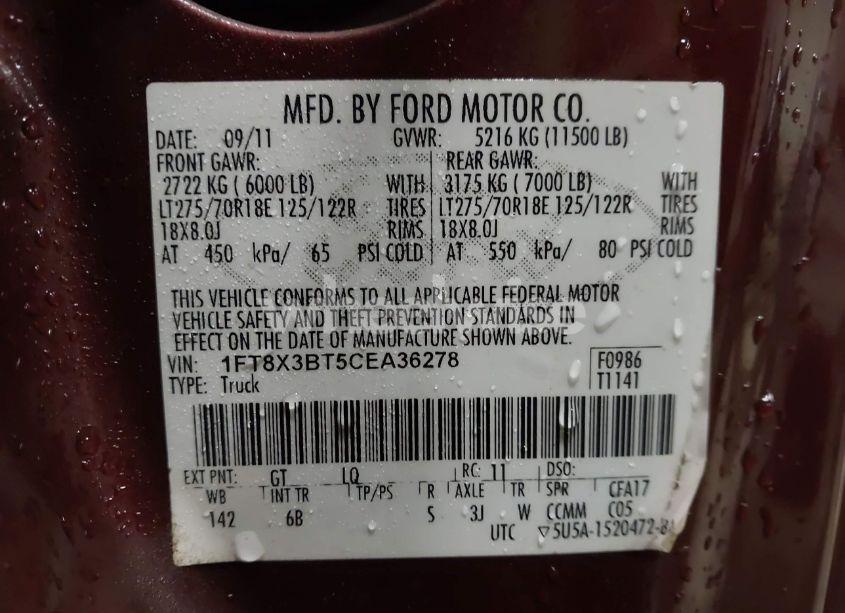 MFD. BY FORD MOTOR CO.
DATE: 09/11 GVWR: 5216 KG (11500 LB)
FRONT GAWR: REAR GAWR:
2722 KG ( 6000 LB) WITH 3175 KG ( 7000 LB) WITH
LT275/70R18E 125/122R TIRES LT275/70R18E 125/122R TIRES
18X8.0J RIMS 18X8.0J RIMS
AT 450 kPa/ 65 PSI COLD AT 550 kPa/ 80 PSI COLD
THIS VEHICLE CONFORMS TO ALL APPLICABLE FEDERAL MOTOR
VEHICLE SAFETY AND THEFT PREVENTION STANDARDS IN
EFFECT ON THE DATE OF MANUFACTURE SHOWN ABOVE.
VIN: 1FT8X3BT5CEA36278 F0986
TYPE: Truck T1141
EXT PNT: GT LQ RC: 11 DSO:
WB INT TR TP/PS R AXLE TR SPR CFA17
142 6B S 3J W CCMM C05
UTC ▽5U5A-1520472-